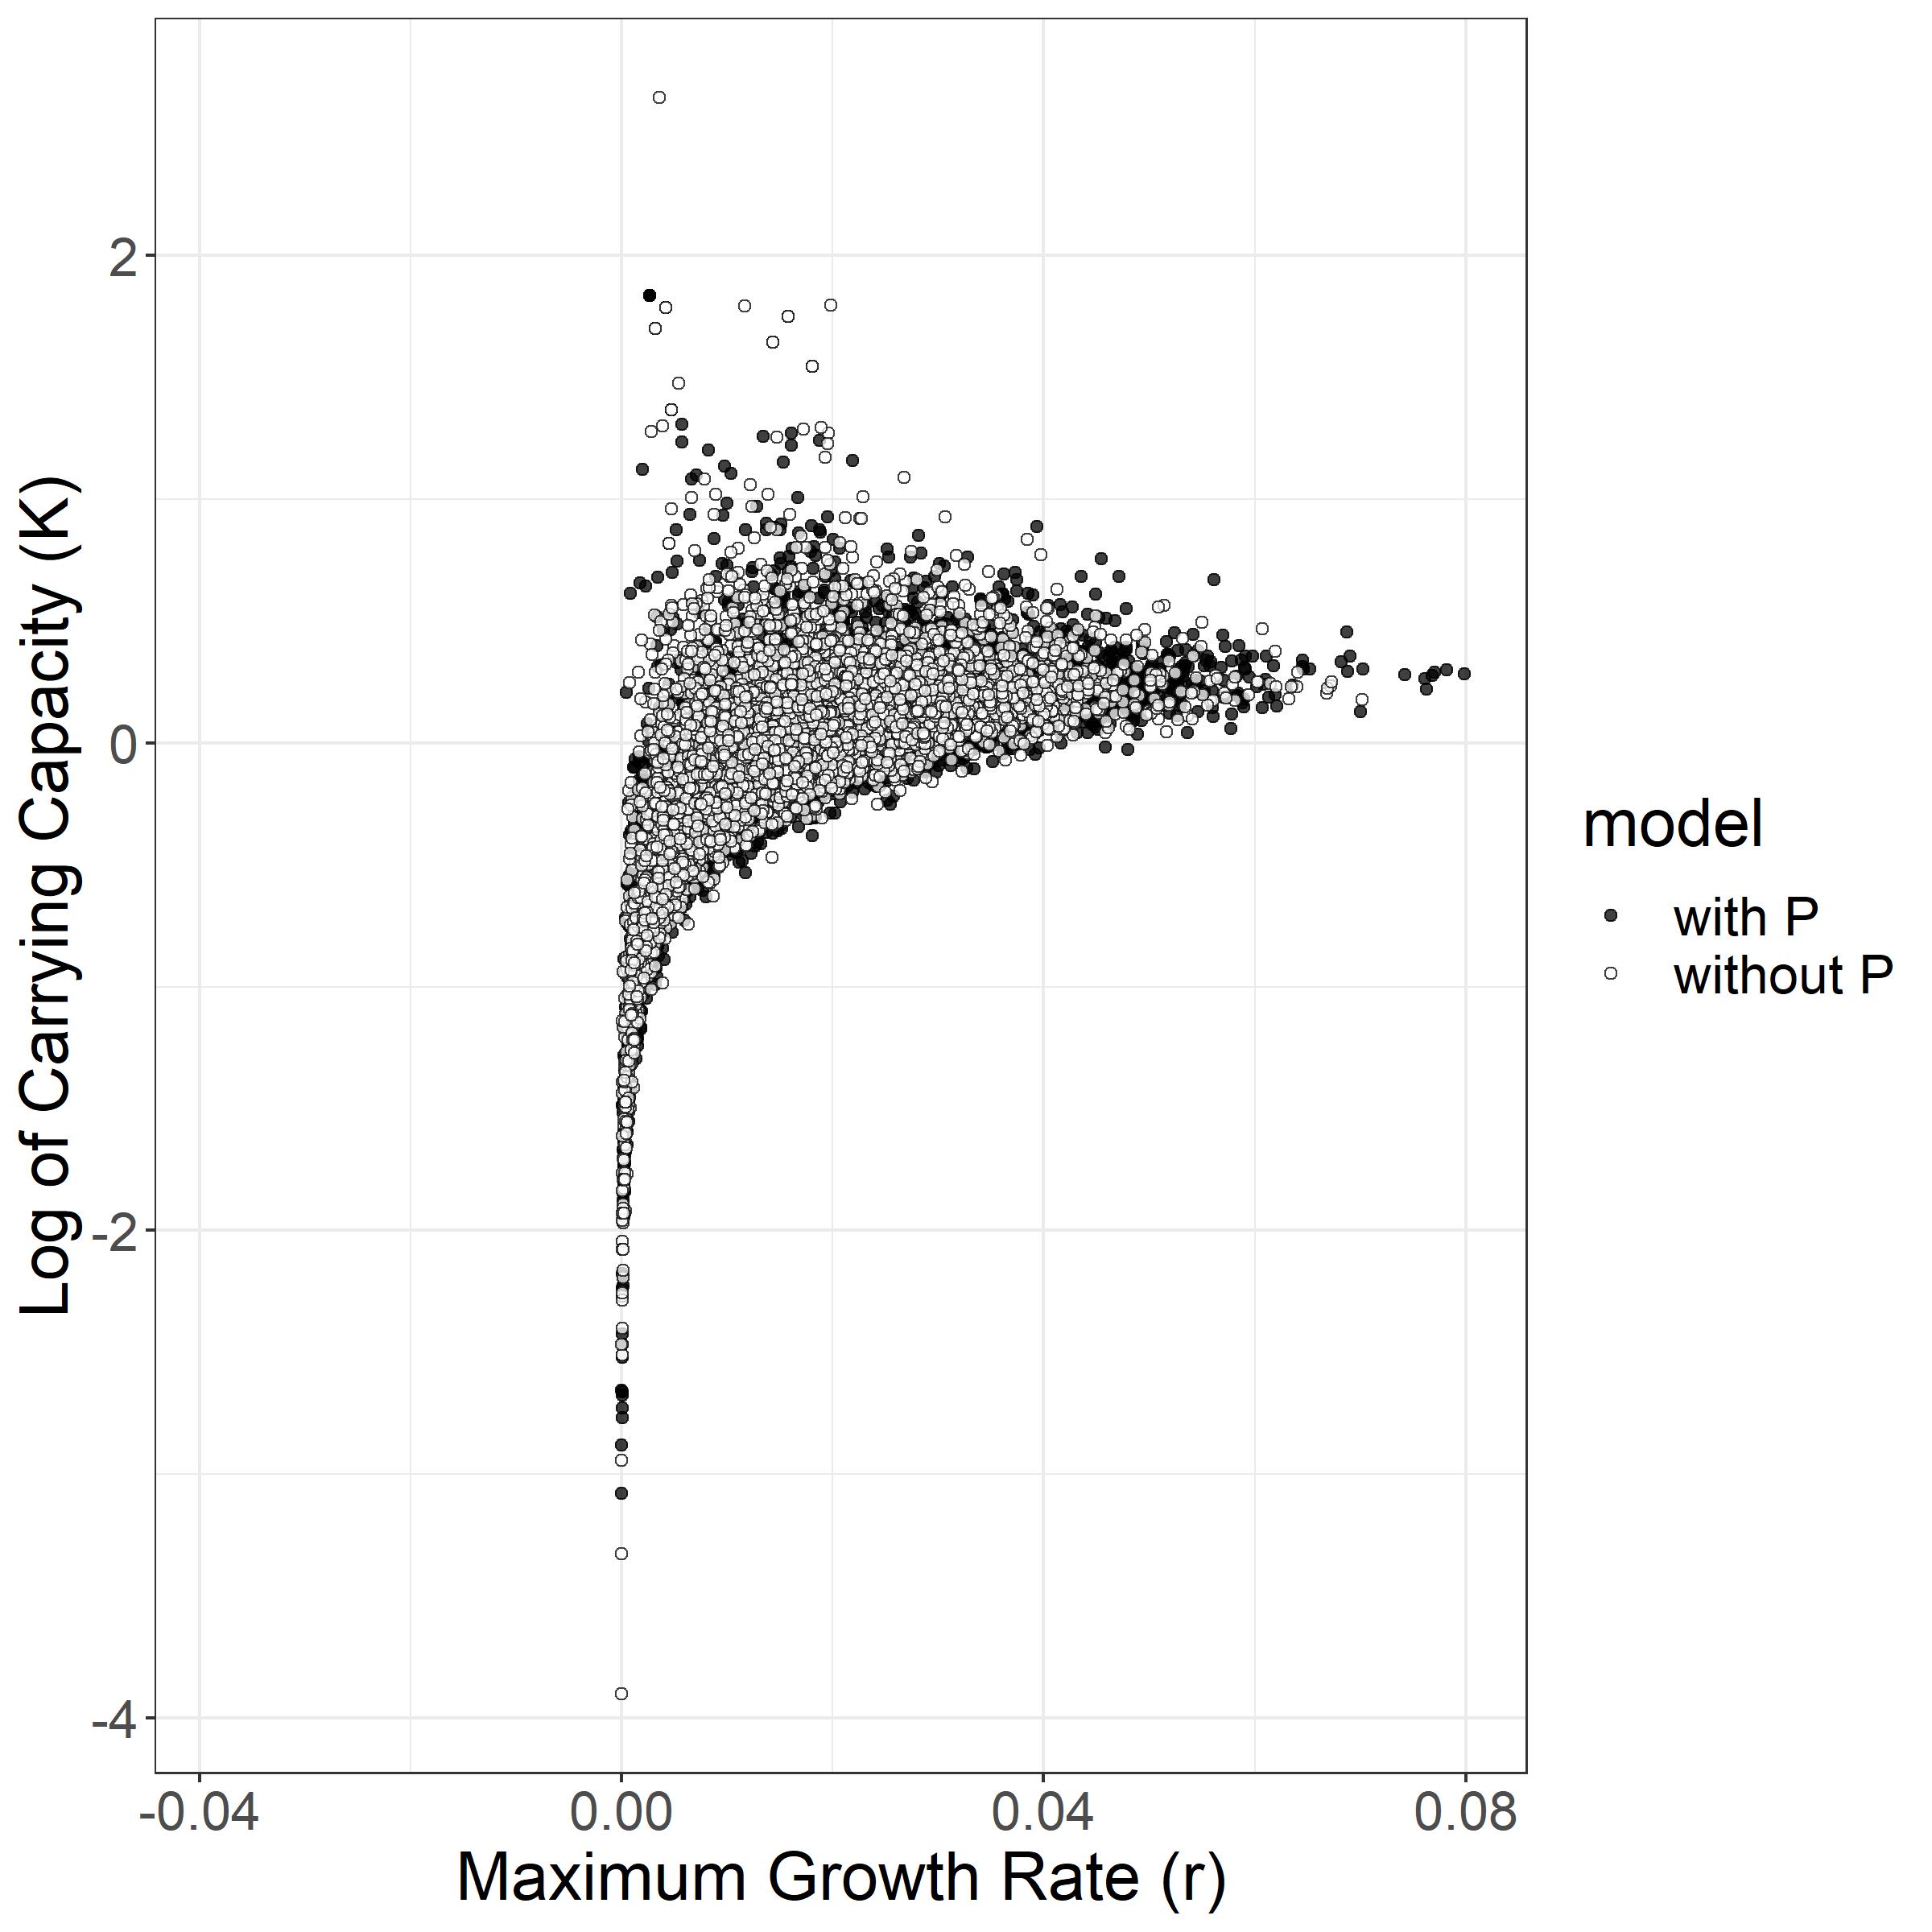 Log of Carrying Capacity (K)
2
0
-2
-4
-0.04
0.00
0.04
0.08
Maximum Growth Rate (r)
model
with P
without P